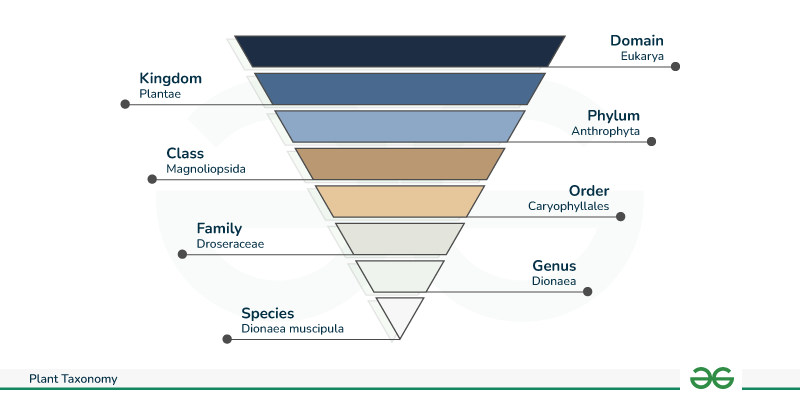 Domain
Eukarya
Kingdom
Plantae
Phylum
Anthrophyta
Class
Magnoliopsida
Order
Caryophyllales
Family
Droseraceae
Genus
Dionaea
Species
Dionaea muscipula
Plant Taxonomy